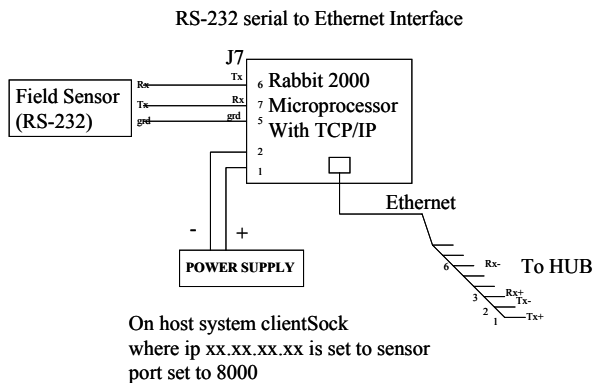 RS-232 serial to Ethernet Interface
J7
Field Sensor
(RS-232)
Rx
Tx
grd
Tx
Rx
grd
6
7
5
2
1
Rabbit 2000
Microprocessor
With TCP/IP
Ethernet
- +
POWER SUPPLY
6
Rx-
To HUB
3
Rx+
2
Tx-
1
Tx+
On host system clientSock
where ip xx.xx.xx.xx is set to sensor
port set to 8000